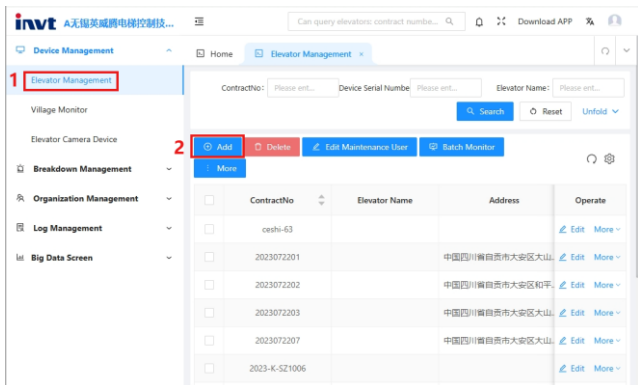 invt A无锡英威腾电梯控制技... Can query elevators: contract numbe... Download APP
Device Management Home Elevator Management ×
1 Elevator Management
ContractNo: Please ent... Device Serial Numbe Please ent... Elevator Name: Please ent...
Village Monitor
Search Reset Unfold
Elevator Camera Device
2 Add Delete Edit Maintenance User Batch Monitor
Breakdown Management
More
Organization Management
ContractNo Elevator Name Address Operate
Log Management
ceshi-63 Edit More
Big Data Screen
2023072201 中国四川省自贡市大安区大山... Edit More
2023072202 中国四川省自贡市大安区和平... Edit More
2023072203 中国四川省自贡市大安区大山... Edit More
2023072207 中国四川省自贡市大安区大山... Edit More
2023-K-SZ1006 Edit More